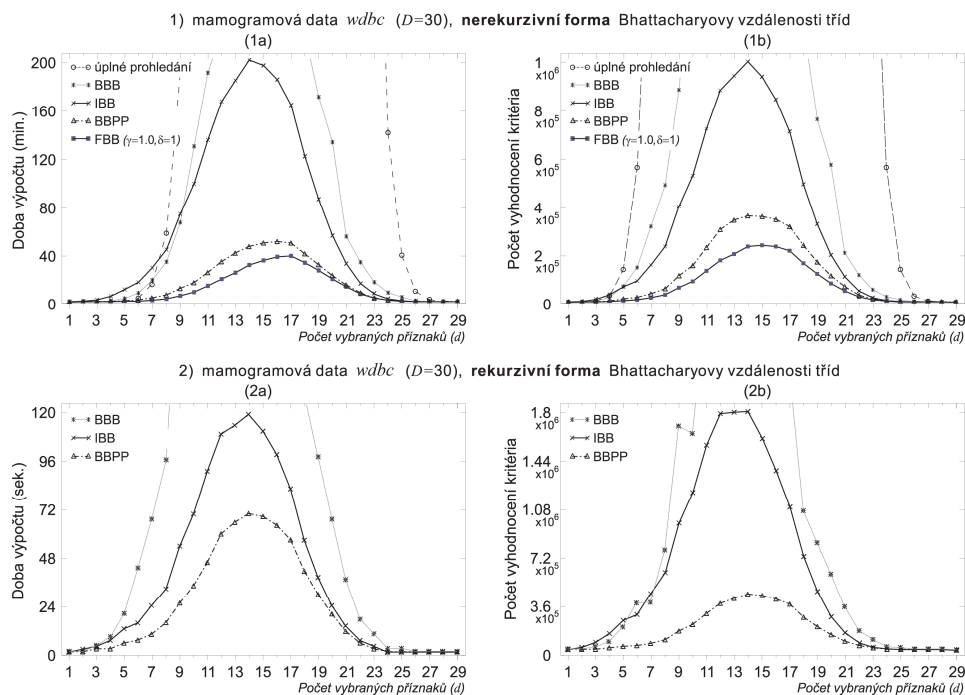 1) mamogramová data wdbc (D=30), nerekurzivní forma Bhattacharyovy vzdálenosti tříd
(1a)
200
160
120
80
40
0
Doba výpočtu (min.)
úplné prohledání
BBB
IBB
BBPP
FBB (γ=1.0,δ=1)
1 3 5 7 9 11 13 15 17 19 21 23 25 27 29
Počet vybraných příznaků (d)
(1b)
1 x10⁶
8 x10⁵
6 x10⁵
4 x10⁵
2 x10⁵
0
Počet vyhodnocení kritéria
úplné prohledání
BBB
IBB
BBPP
FBB (γ=1.0,δ=1)
1 3 5 7 9 11 13 15 17 19 21 23 25 27 29
Počet vybraných příznaků (d)
2) mamogramová data wdbc (D=30), rekurzivní forma Bhattacharyovy vzdálenosti tříd
(2a)
120
96
72
48
24
0
Doba výpočtu (sek.)
BBB
IBB
BBPP
1 3 5 7 9 11 13 15 17 19 21 23 25 27 29
Počet vybraných příznaků (d)
(2b)
1.8 x10⁶
1.44 x10⁶
1.08 x10⁶
7.2 x10⁵
3.6 x10⁵
0
Počet vyhodnocení kritéria
BBB
IBB
BBPP
1 3 5 7 9 11 13 15 17 19 21 23 25 27 29
Počet vybraných příznaků (d)